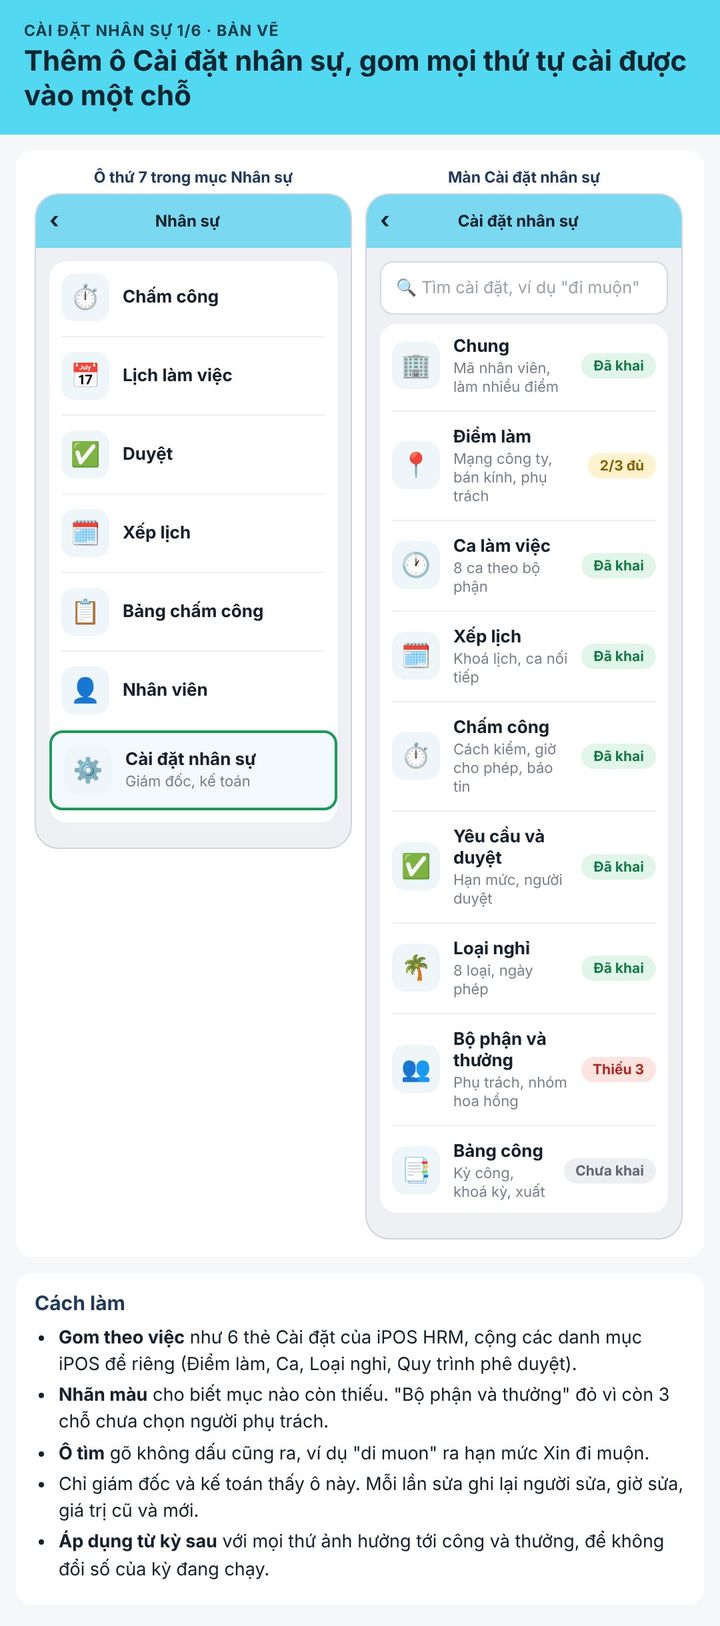 CÀI ĐẶT NHÂN SỰ 1/6 · BẢN VẼ
Thêm ô Cài đặt nhân sự, gom mọi thứ tự cài được
vào một chỗ
Ô thứ 7 trong mục Nhân sự
Nhân sự
Chấm công
Lịch làm việc
Duyệt
Xếp lịch
Bảng chấm công
Nhân viên
Cài đặt nhân sự
Giám đốc, kế toán
Màn Cài đặt nhân sự
Cài đặt nhân sự
Tìm cài đặt, ví dụ "đi muộn"
Chung
Mã nhân viên,
làm nhiều điểm
Đã khai
Điểm làm
Mạng công ty,
bán kính, phụ
trách
2/3 đủ
Ca làm việc
8 ca theo bộ
phận
Đã khai
Xếp lịch
Khoá lịch, ca nối
tiếp
Đã khai
Chấm công
Cách kiểm, giờ
cho phép, báo
tin
Đã khai
Yêu cầu và
duyệt
Hạn mức, người
duyệt
Đã khai
Loại nghỉ
8 loại, ngày
phép
Đã khai
Bộ phận và
thưởng
Phụ trách, nhóm
hoa hồng
Thiếu 3
Bảng công
Kỳ công,
khoá kỳ, xuất
Chưa khai
Cách làm
• Gom theo việc như 6 thẻ Cài đặt của iPOS HRM, cộng các danh mục
iPOS để riêng (Điểm làm, Ca, Loại nghỉ, Quy trình phê duyệt).
• Nhãn màu cho biết mục nào còn thiếu. "Bộ phận và thưởng" đỏ vì còn 3
chỗ chưa chọn người phụ trách.
• Ô tìm gõ không dấu cũng ra, ví dụ "di muon" ra hạn mức Xin đi muộn.
• Chỉ giám đốc và kế toán thấy ô này. Mỗi lần sửa ghi lại người sửa, giờ sửa,
giá trị cũ và mới.
• Áp dụng từ kỳ sau với mọi thứ ảnh hưởng tới công và thưởng, để không
đổi số của kỳ đang chạy.